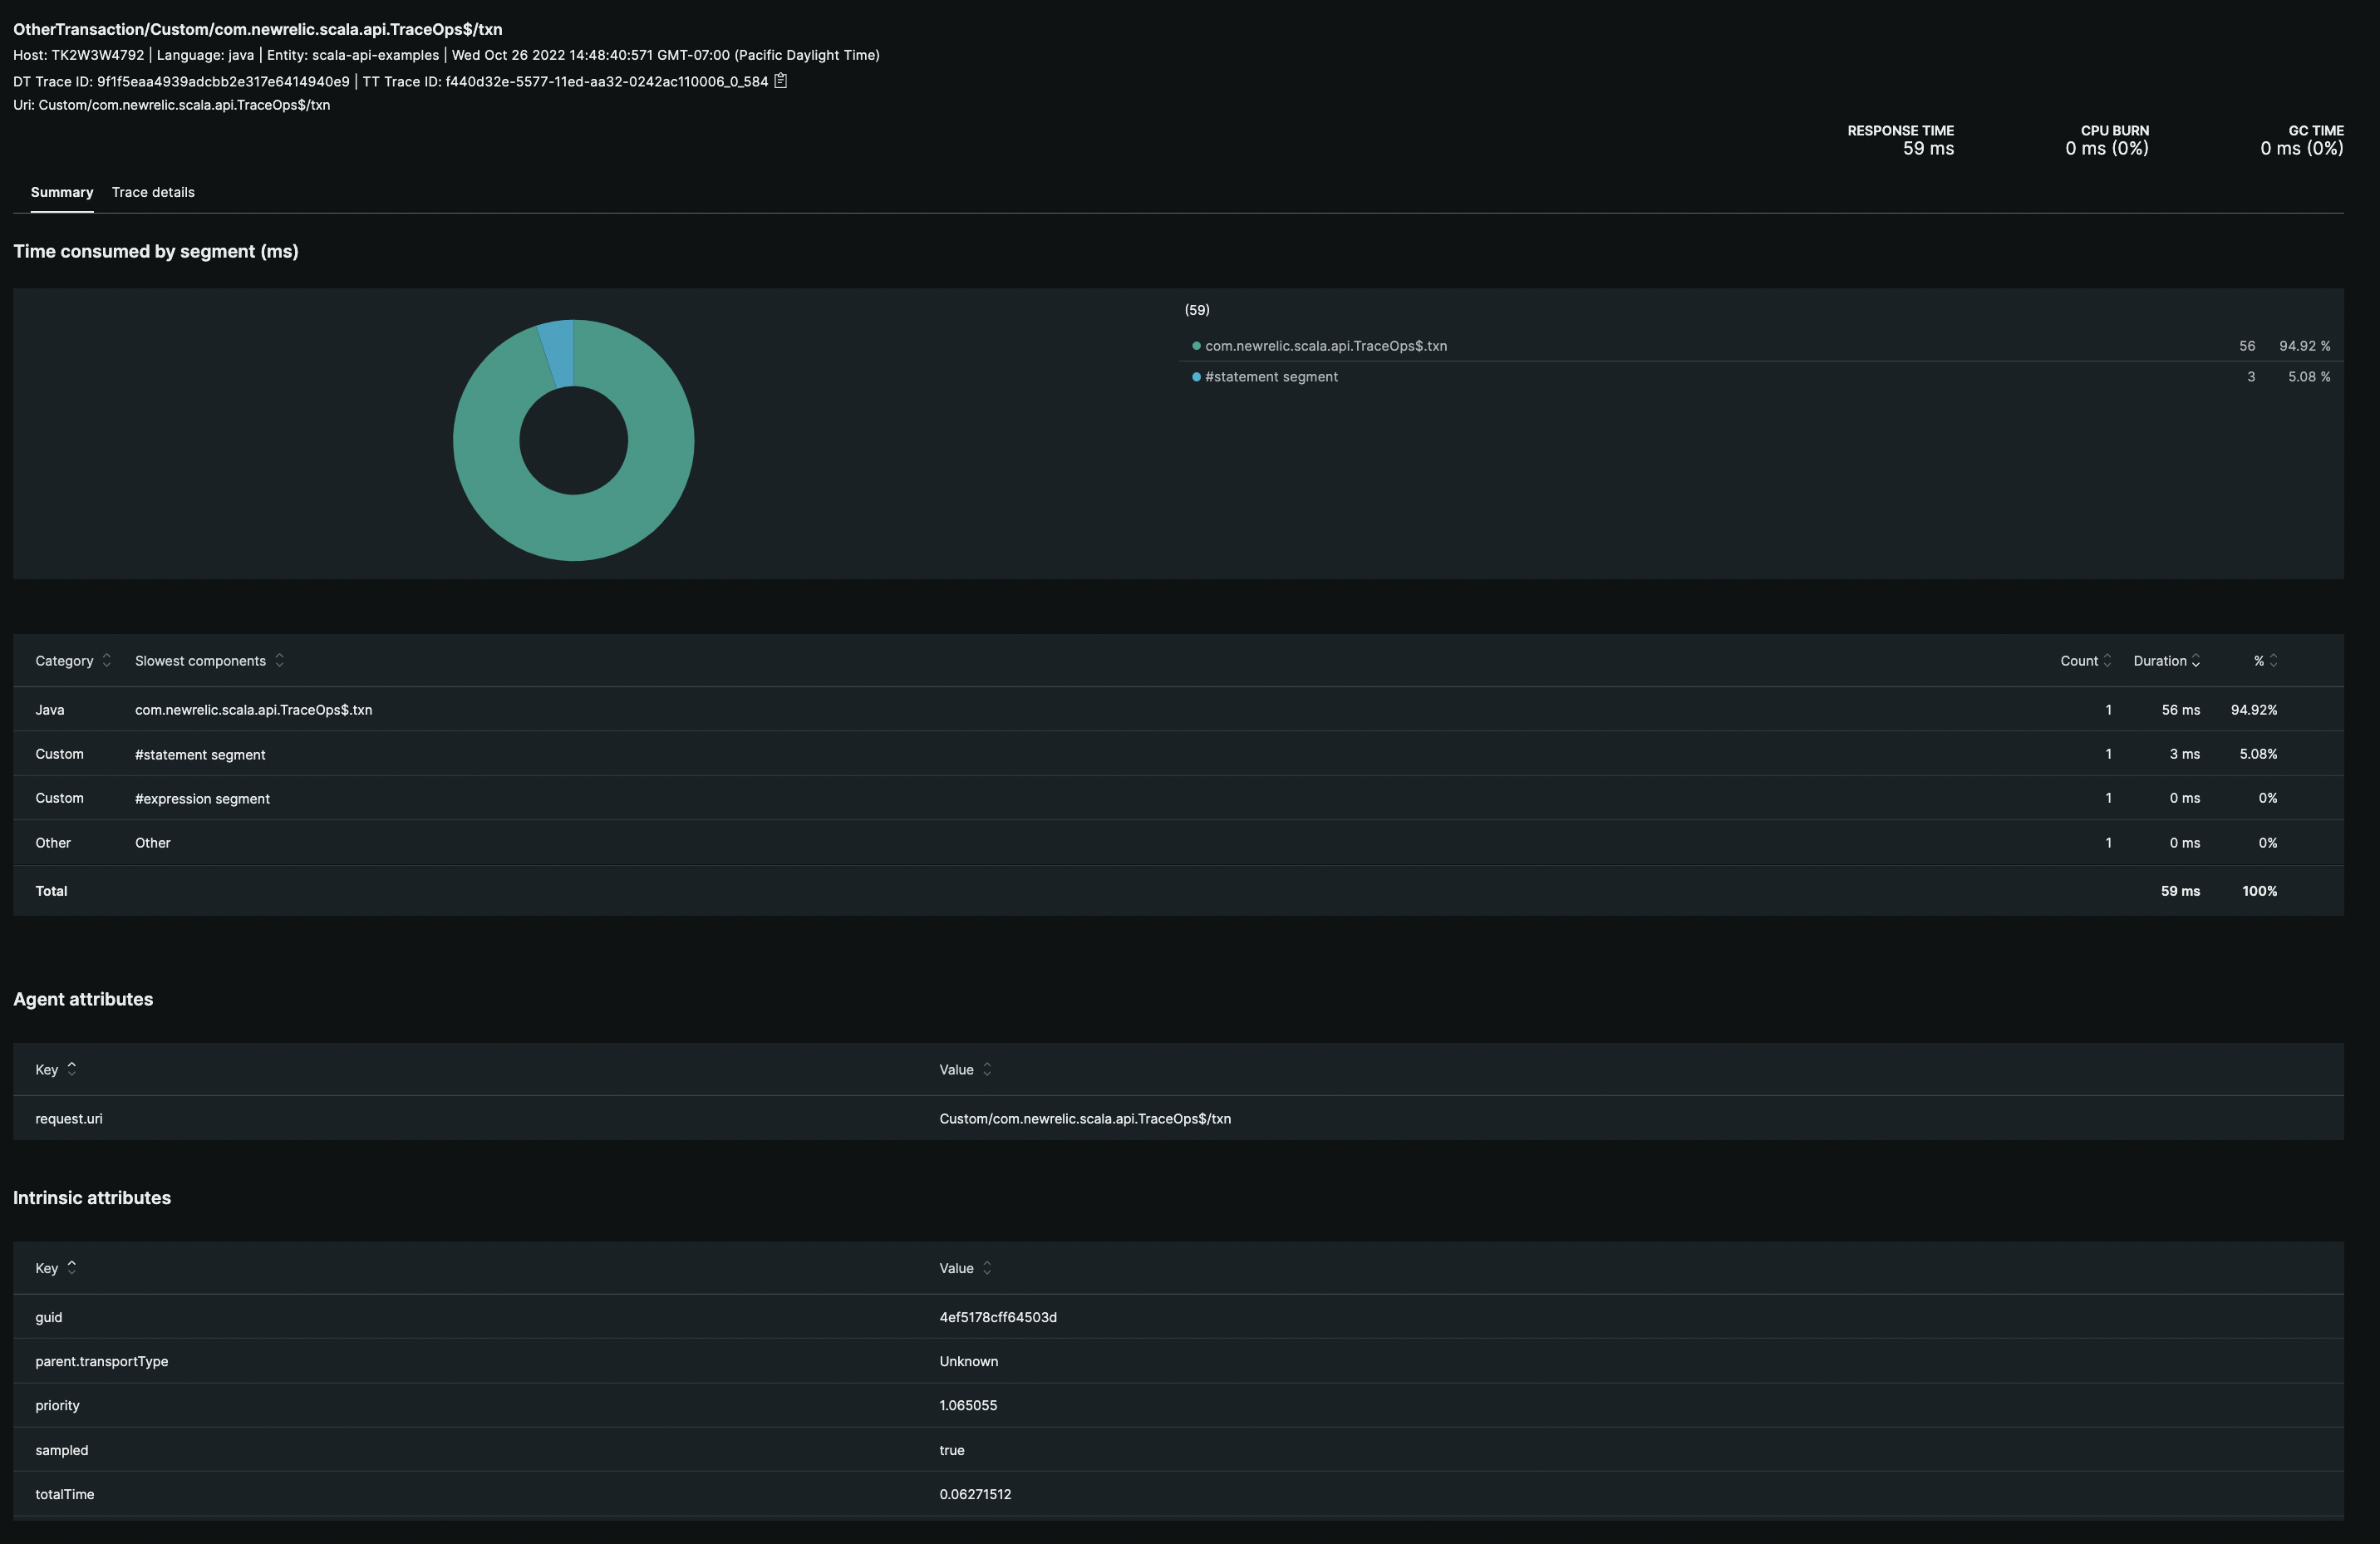 OtherTransaction/Custom/com.newrelic.scala.api.TraceOps$/txn
Host: TK2W3W4792 | Language: java | Entity: scala-api-examples | Wed Oct 26 2022 14:48:40:571 GMT-07:00 (Pacific Daylight Time)
DT Trace ID: 9f1f5eaa4939adcbb2e317e6414940e9 | TT Trace ID: f440d32e-5577-11ed-aa32-0242ac110006_0_584
Uri: Custom/com.newrelic.scala.api.TraceOps$/txn
RESPONSE TIME CPU BURN GC TIME
59 ms 0 ms (0%) 0 ms (0%)
Summary Trace details
Time consumed by segment (ms)
(59)
com.newrelic.scala.api.TraceOps$.txn 56 94.92 %
#statement segment 3 5.08 %
Category Slowest components Count Duration %
Java com.newrelic.scala.api.TraceOps$.txn 1 56 ms 94.92%
Custom #statement segment 1 3 ms 5.08%
Custom #expression segment 1 0 ms 0%
Other Other 1 0 ms 0%
Total 59 ms 100%
Agent attributes
Key Value
request.uri Custom/com.newrelic.scala.api.TraceOps$/txn
Intrinsic attributes
Key Value
guid 4ef5178cff64503d
parent.transportType Unknown
priority 1.065055
sampled true
totalTime 0.06271512